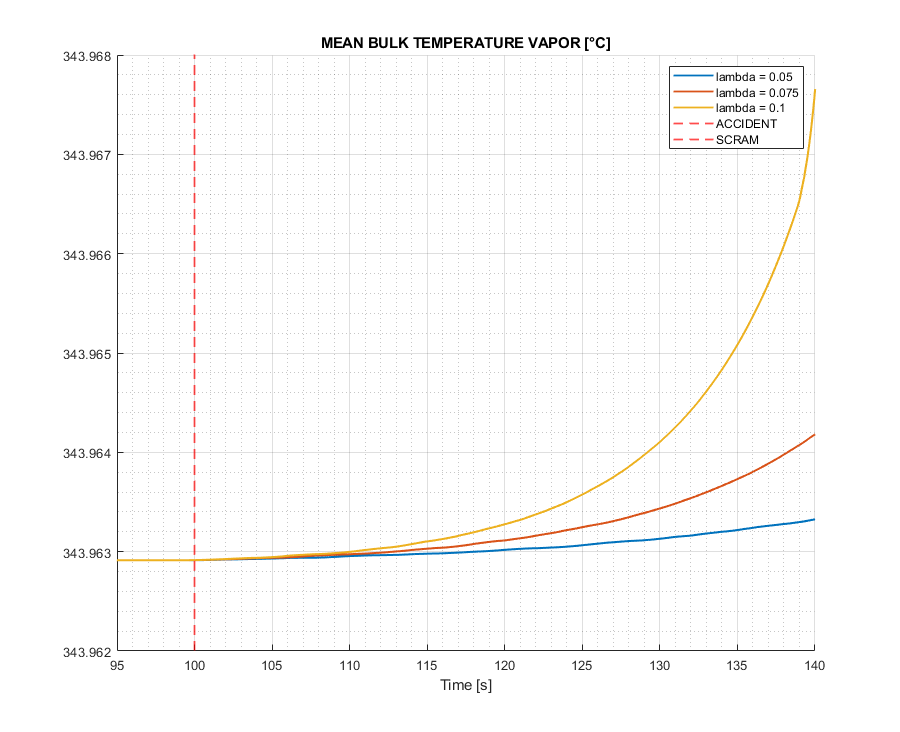 MEAN BULK TEMPERATURE VAPOR [°C]
343.968
343.967
343.966
343.965
343.964
343.963
343.962
lambda = 0.05
lambda = 0.075
lambda = 0.1
ACCIDENT
SCRAM
95 100 105 110 115 120 125 130 135 140
Time [s]